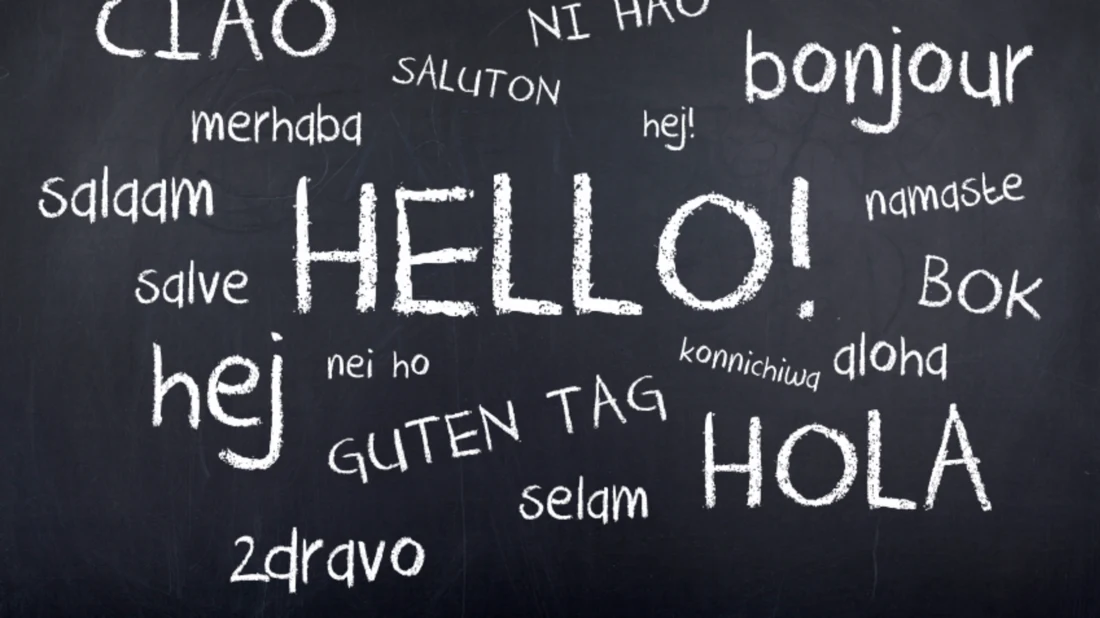 CIAO
NI HAO
SALUTON
bonjour
merhaba
hej!
salaam
HELLO!
namaste
salve
BOK
hej
nei ho
konnichiwa
aloha
GUTEN TAG
HOLA
selam
2dravo